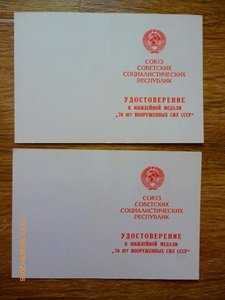 СОЮЗ
СОВЕТСКИХ
СОЦИАЛИСТИЧЕСКИХ
РЕСПУБЛИК
УДОСТОВЕРЕНИЕ
К ЮБИЛЕЙНОЙ МЕДАЛИ
"70 ЛЕТ ВООРУЖЕННЫХ СИЛ СССР"
СОЮЗ
СОВЕТСКИХ
СОЦИАЛИСТИЧЕСКИХ
РЕСПУБЛИК
УДОСТОВЕРЕНИЕ
К ЮБИЛЕЙНОЙ МЕДАЛИ
"70 ЛЕТ ВООРУЖЕННЫХ СИЛ СССР"